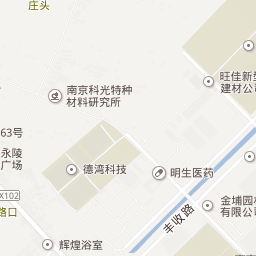 庄头
南京科光特种
材料研究所
旺佳新型
建材公司
63号
永陵
广场
德湾科技
明生医药
X102
路口
丰收路
金埔园林
有限公司
辉煌浴室